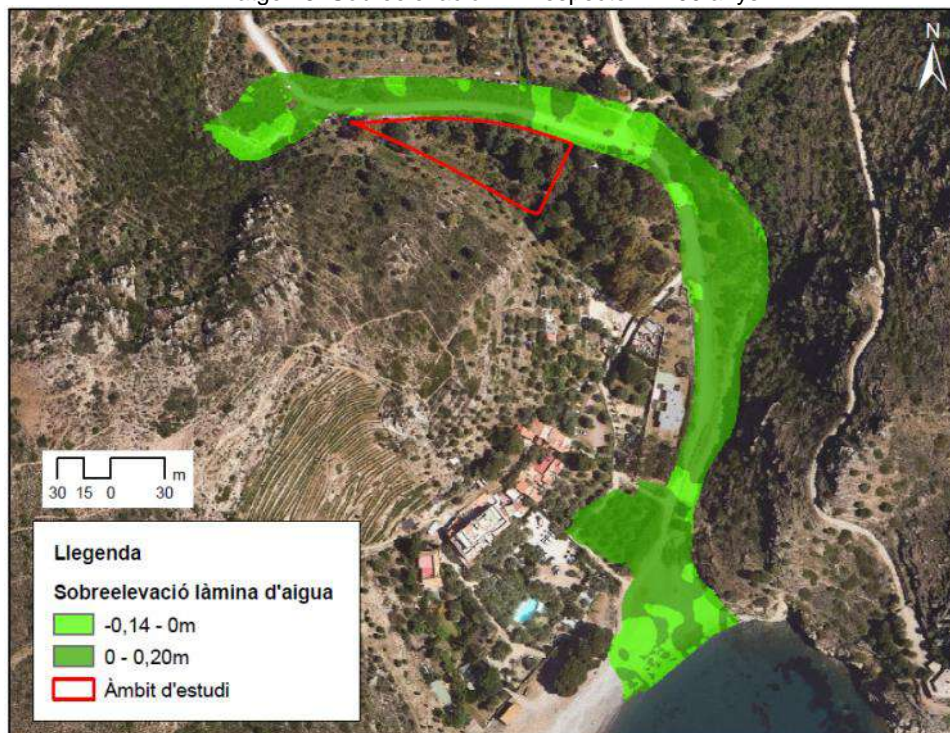 N
30 15 0 30 m
Llegenda
Sobreelevació làmina d'aigua
-0,14 - 0m
0 - 0,20m
Àmbit d'estudi